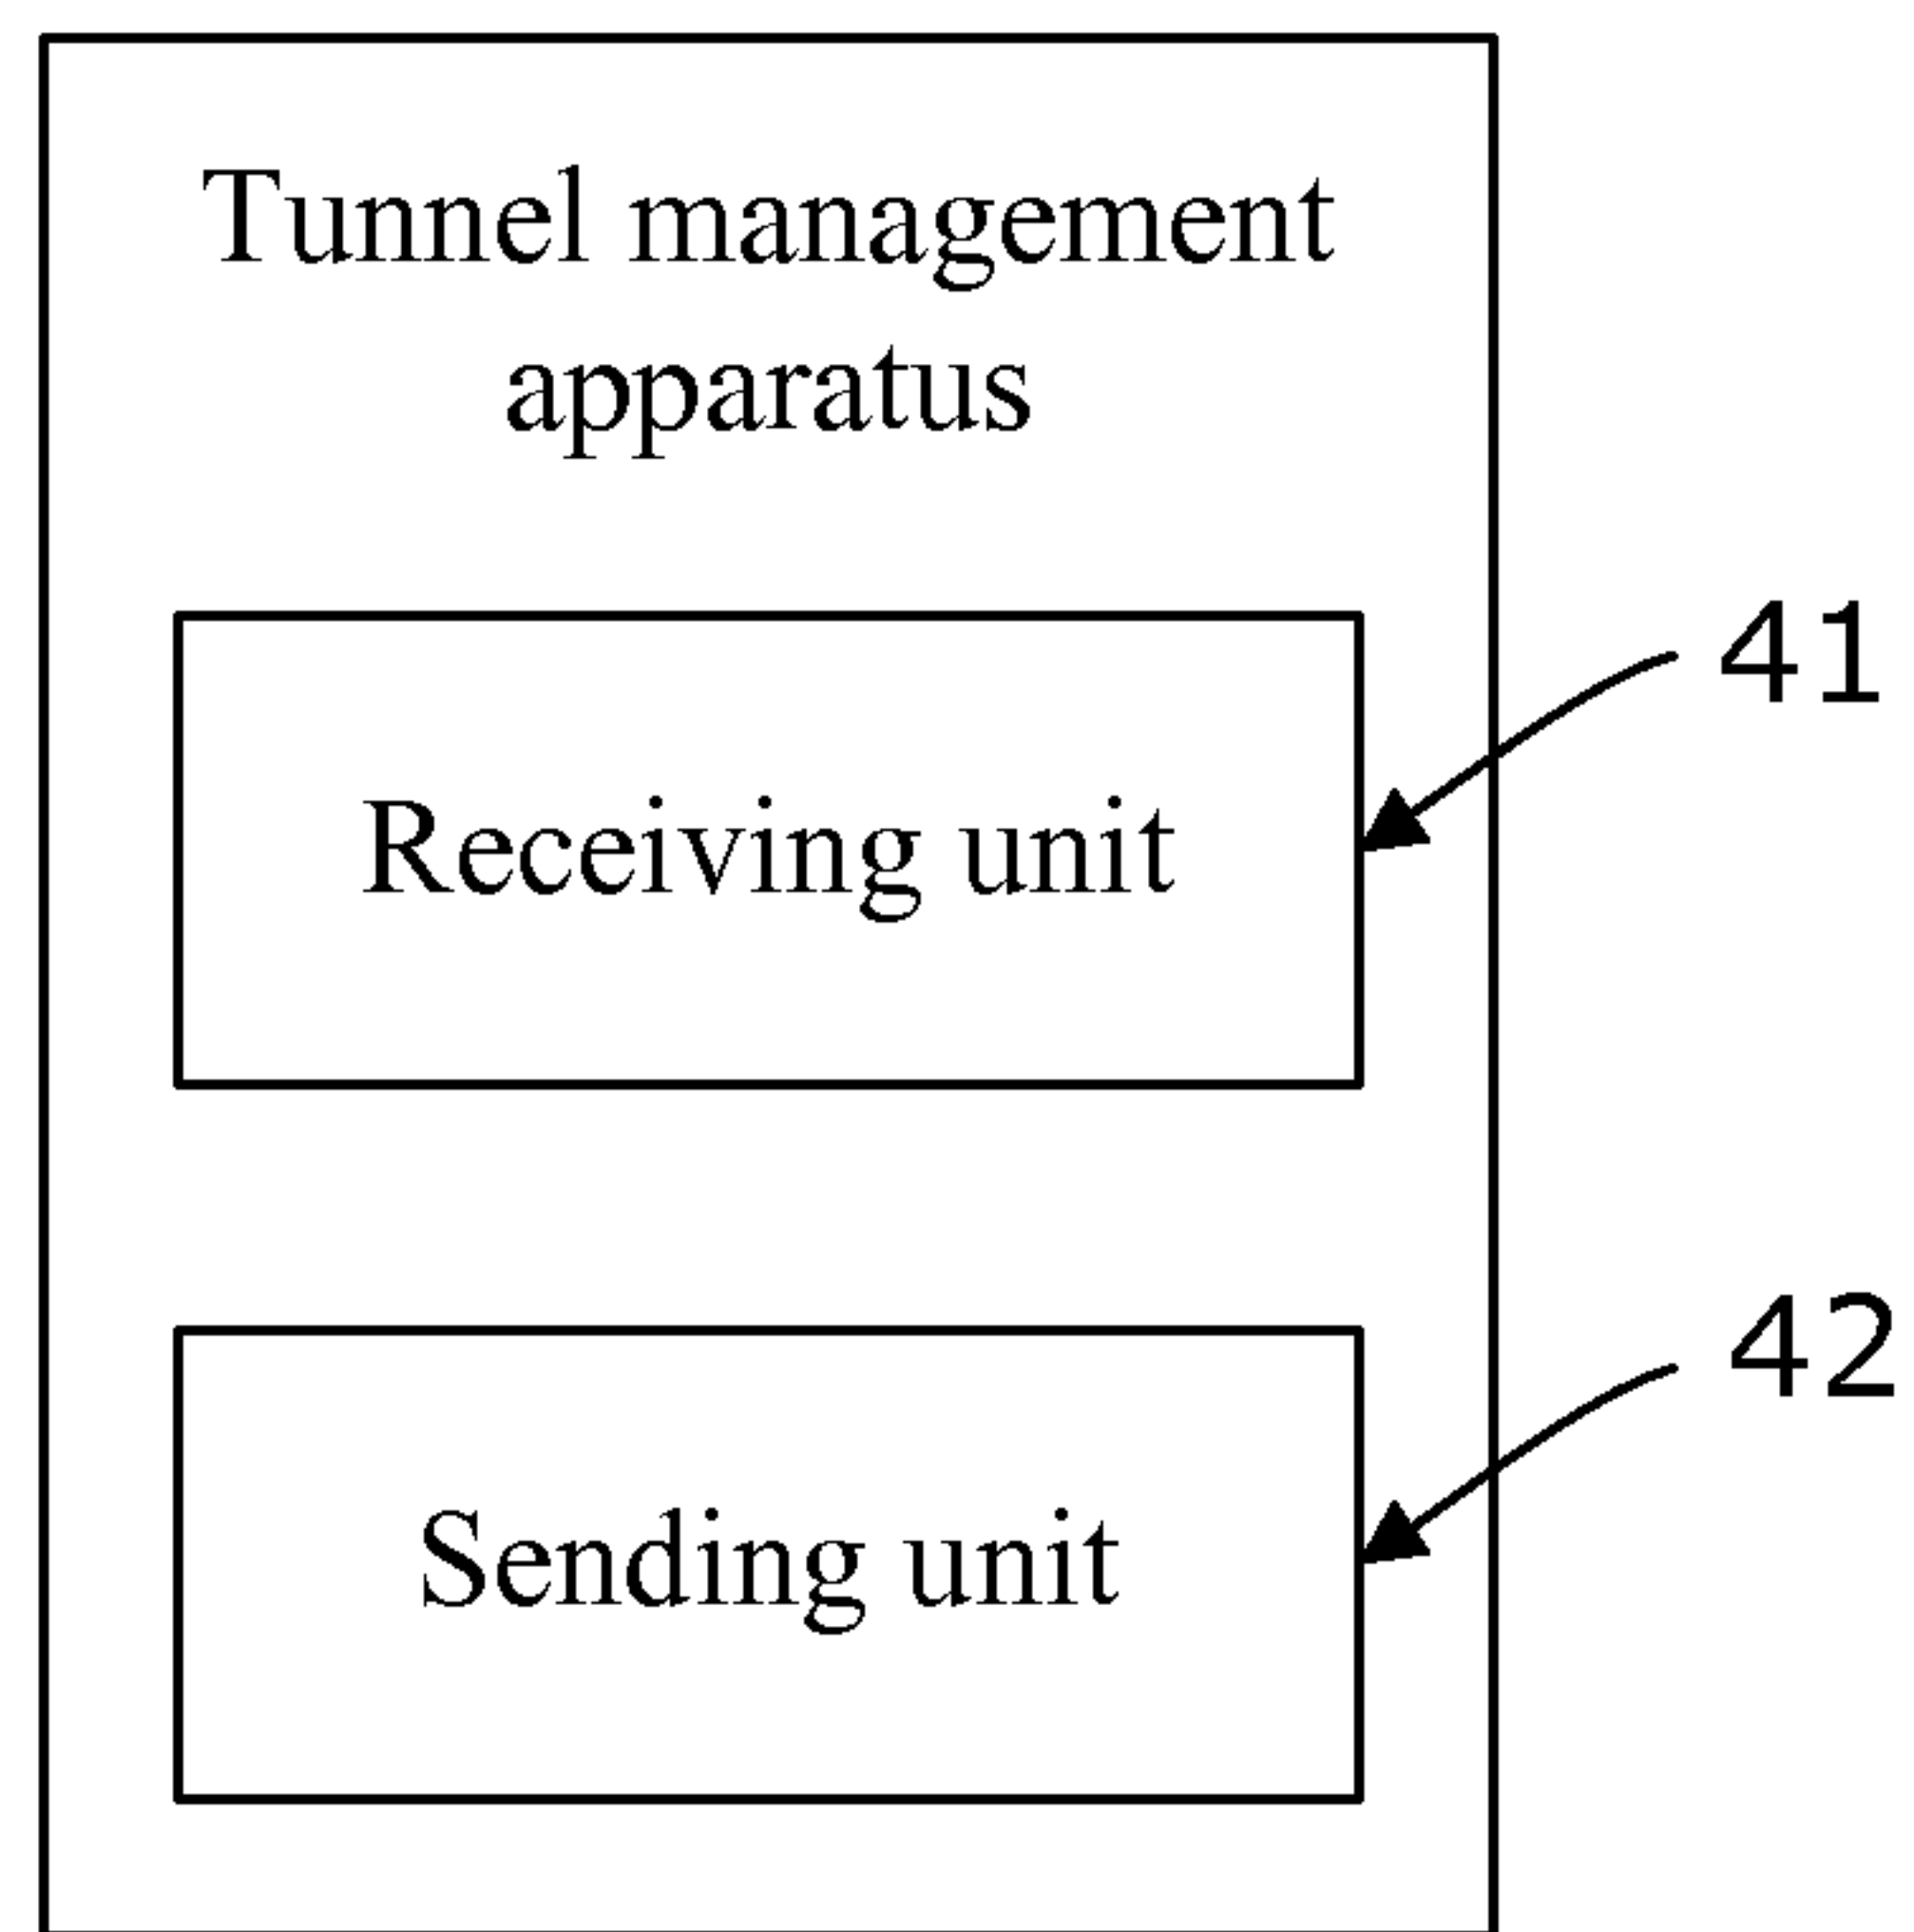 Tunnel management
apparatus
41
Receiving unit
42
Sending unit